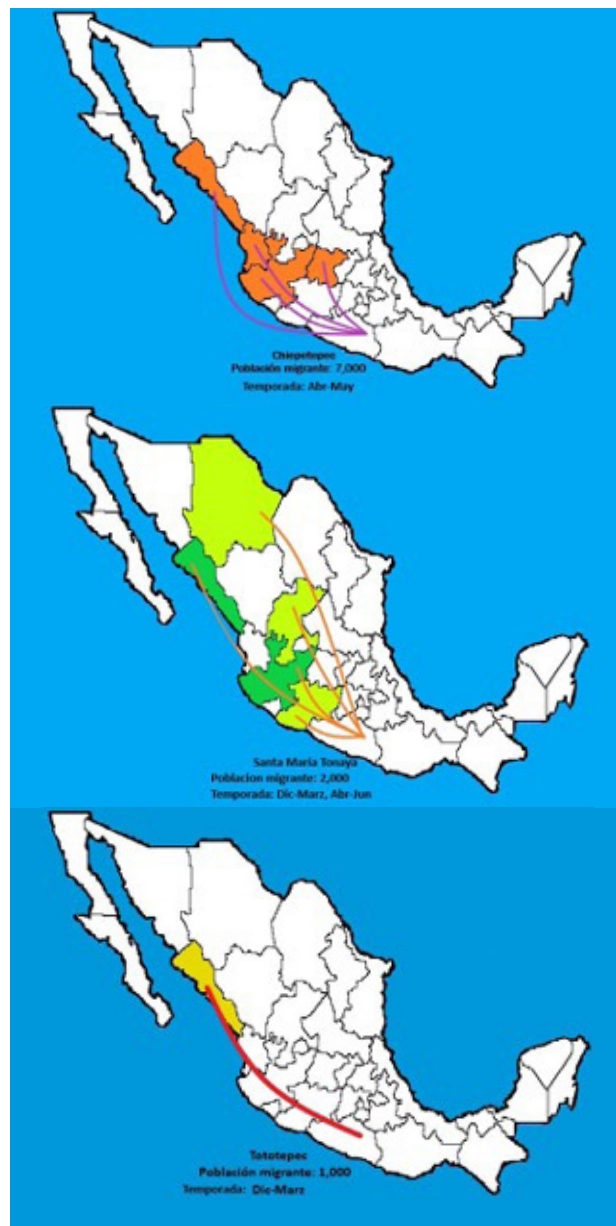 Chiepetepec
Población migrante: 7,000
Temporada: Abr-May
Santa María Tonaya
Poblacion migrante: 2,000
Temporada: Dic-Marz, Abr-Jun
Tototepec
Población migrante: 1,000
Temporada: Dic-Marz